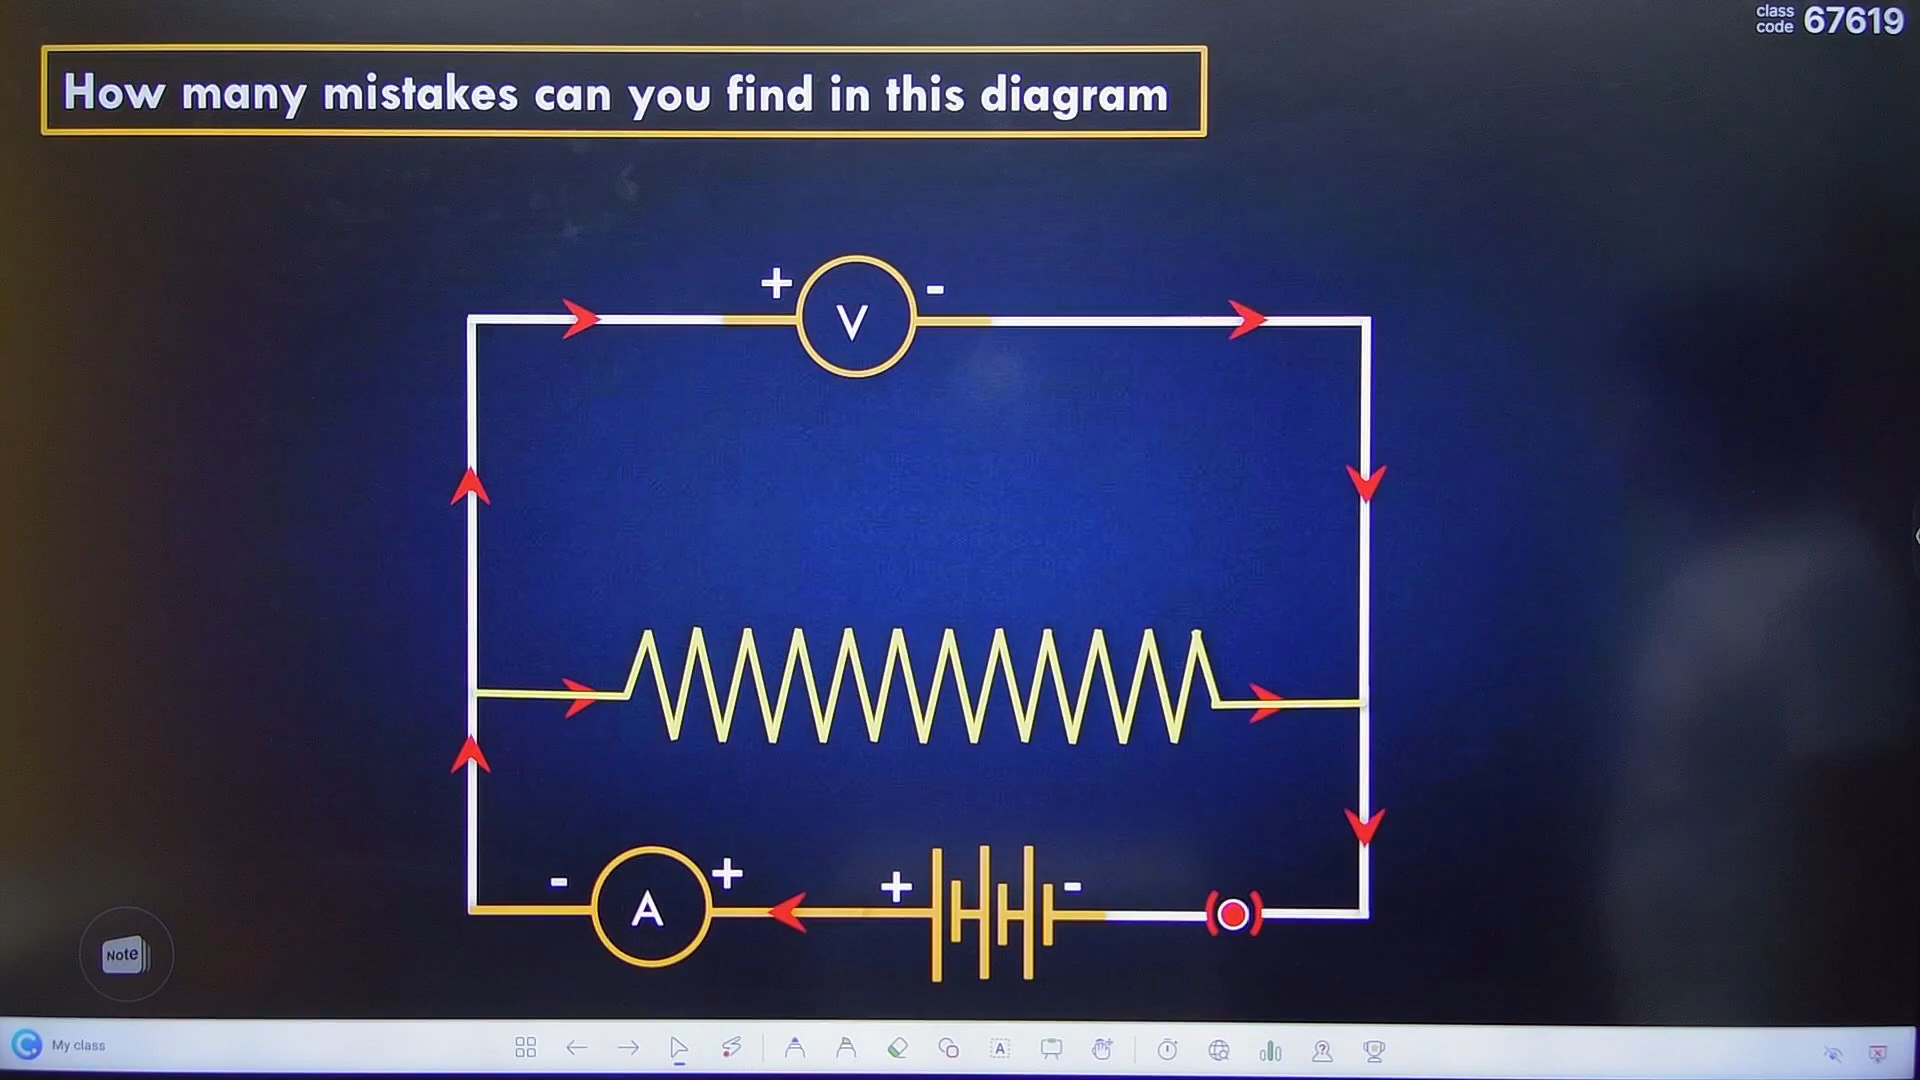 class
code 67619
How many mistakes can you find in this diagram
+ -
V
- + + -
A
Note
My class
A